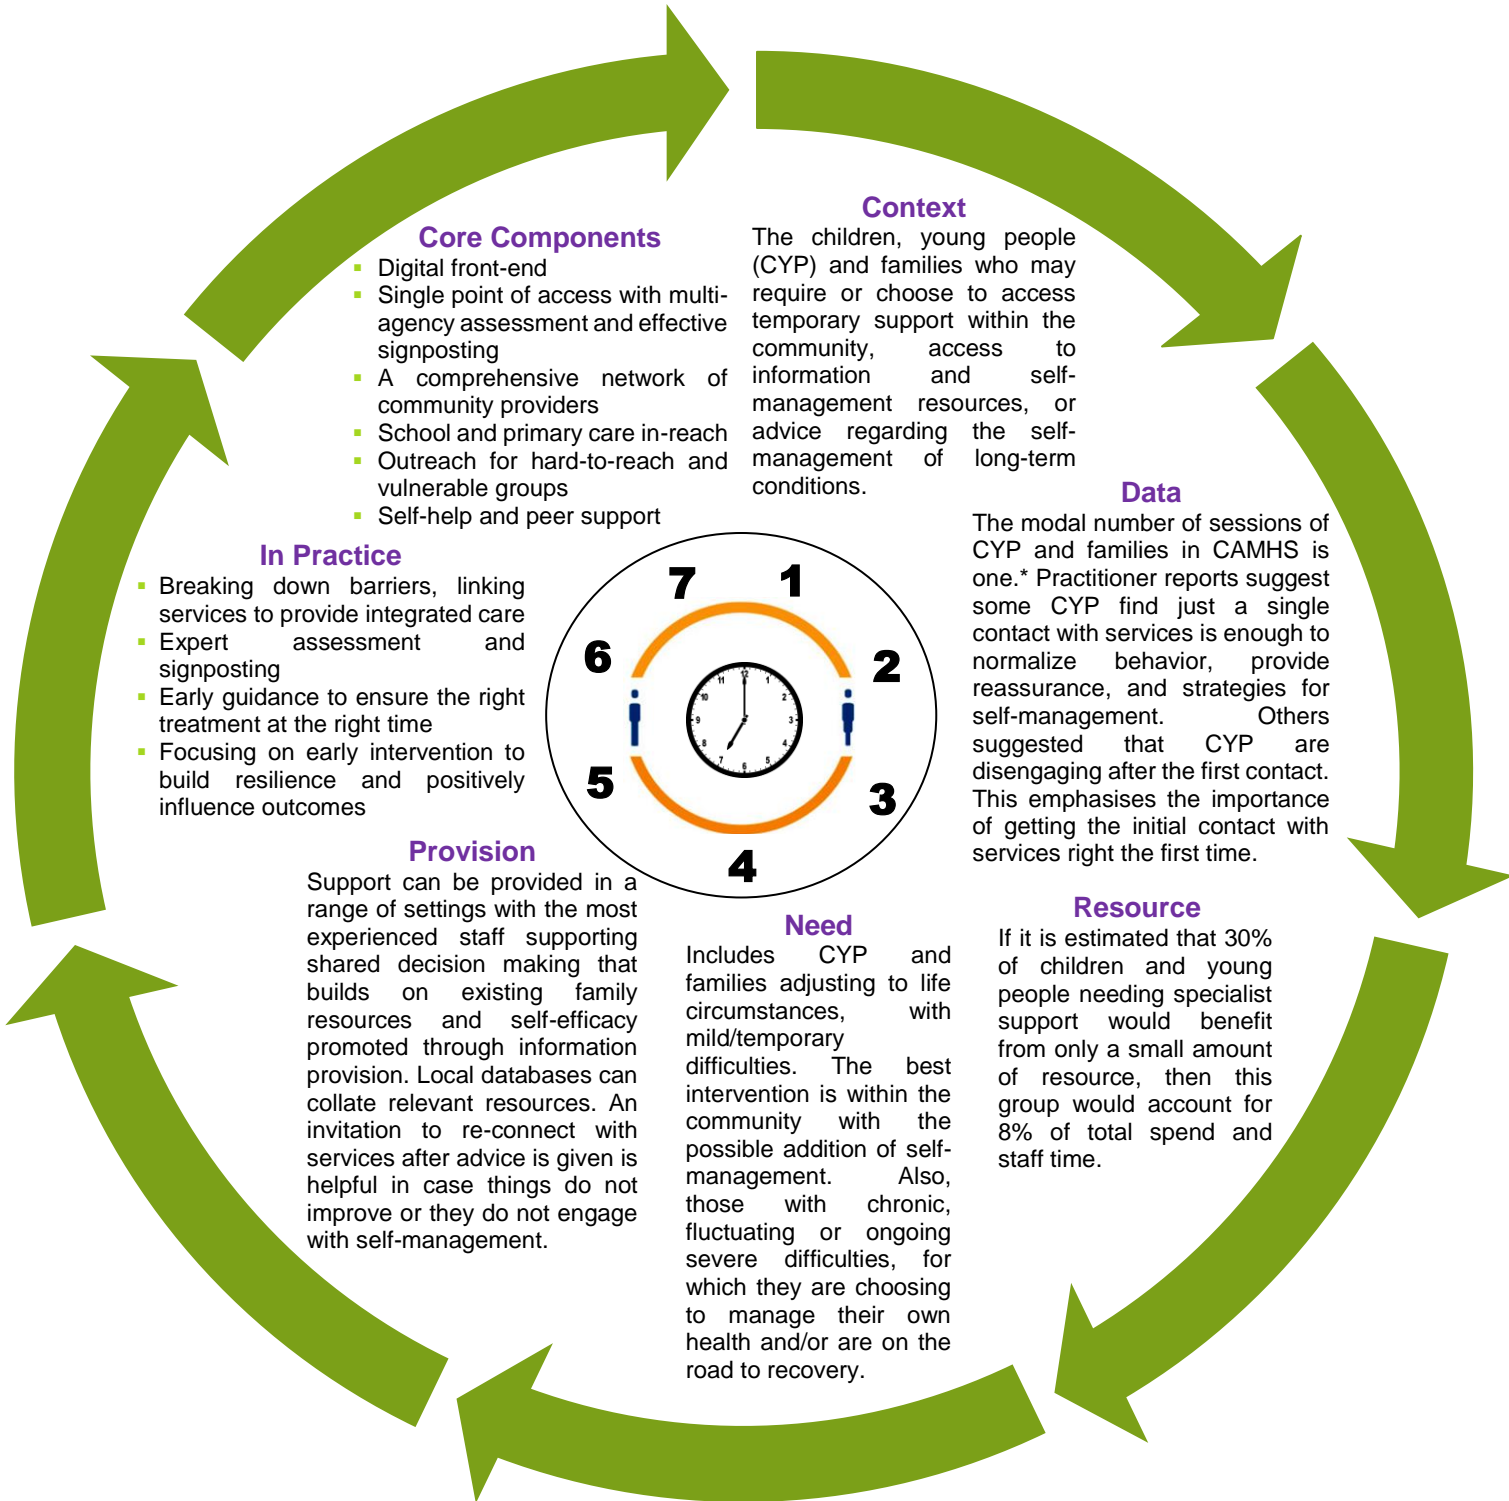 Context
The children, young people
(CYP) and families who may
require or choose to access
temporary support within the
community, access to
information and self-
management resources, or
advice regarding the self-
management of long-term
conditions.
Data
The modal number of sessions of
CYP and families in CAMHS is
one.* Practitioner reports suggest
some CYP find just a single
contact with services is enough to
normalize behavior, provide
reassurance, and strategies for
self-management. Others
suggested that CYP are
disengaging after the first contact.
This emphasises the importance
of getting the initial contact with
services right the first time.
Resource
If it is estimated that 30%
of children and young
people needing specialist
support would benefit
from only a small amount
of resource, then this
group would account for
8% of total spend and
staff time.
Need
Includes CYP and
families adjusting to life
circumstances, with
mild/temporary
difficulties. The best
intervention is within the
community with the
possible addition of self-
management. Also,
those with chronic,
fluctuating or ongoing
severe difficulties, for
which they are choosing
to manage their own
health and/or are on the
road to recovery.
Provision
Support can be provided in a
range of settings with the most
experienced staff supporting
shared decision making that
builds on existing family
resources and self-efficacy
promoted through information
provision. Local databases can
collate relevant resources. An
invitation to re-connect with
services after advice is given is
helpful in case things do not
improve or they do not engage
with self-management.
In Practice
▪ Breaking down barriers, linking
services to provide integrated care
▪ Expert assessment and
signposting
▪ Early guidance to ensure the right
treatment at the right time
▪ Focusing on early intervention to
build resilience and positively
influence outcomes
Core Components
▪ Digital front-end
▪ Single point of access with multi-
agency assessment and effective
signposting
▪ A comprehensive network of
community providers
▪ School and primary care in-reach
▪ Outreach for hard-to-reach and
vulnerable groups
▪ Self-help and peer support
1
2
3
4
5
6
7
12
1
2
3
4
5
6
7
8
9
10
11